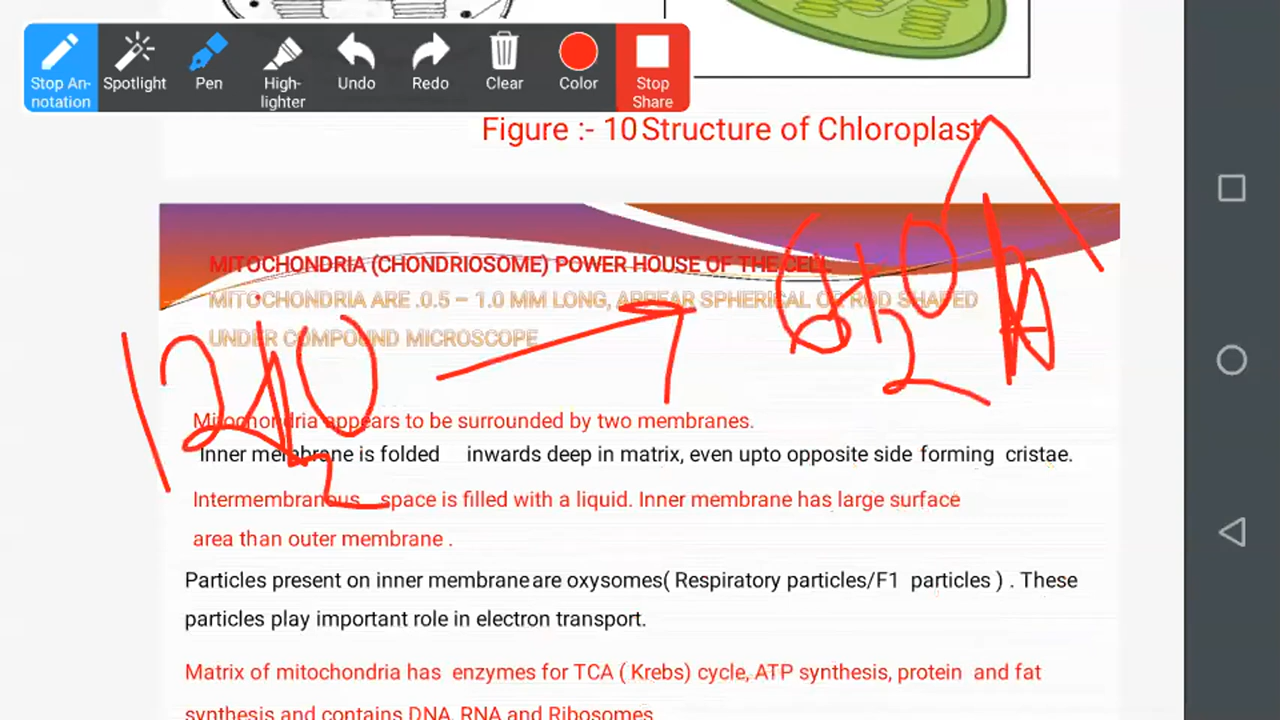 Stop An-
notation
Spotlight
Pen
High-
lighter
Undo
Redo
Clear
Color
Stop
Share
Figure :- 10 Structure of Chloroplast
MITOCHONDRIA (CHONDRIOSOME) POWER HOUSE OF THE CELL
MITOCHONDRIA ARE .0.5 – 1.0 MM LONG, APPEAR SPHERICAL OR ROD SHAPED
UNDER COMPOUND MICROSCOPE
12H2O
6H2O
Mitochondria appears to be surrounded by two membranes.
Inner membrane is folded inwards deep in matrix, even upto opposite side forming cristae.
Intermembranous space is filled with a liquid. Inner membrane has large surface
area than outer membrane .
Particles present on inner membrane are oxysomes( Respiratory particles/F1 particles ) . These
particles play important role in electron transport.
Matrix of mitochondria has enzymes for TCA ( Krebs) cycle, ATP synthesis, protein and fat
synthesis and contains DNA, RNA and Ribosomes